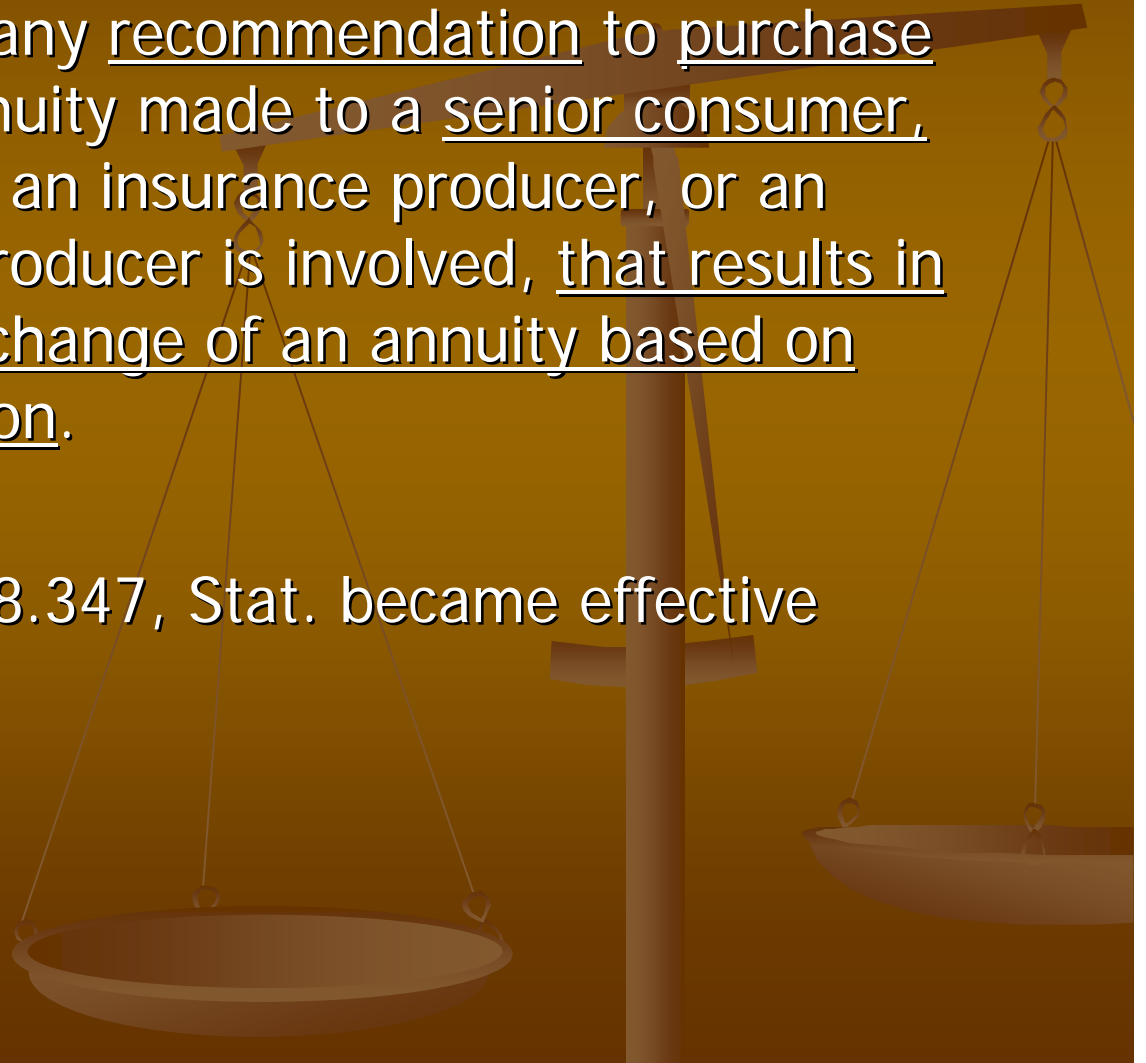 any recommendation to purchase
nuity made to a senior consumer,
an insurance producer, or an
roducer is involved, that results in
change of an annuity based on
on.
8.347, Stat. became effective